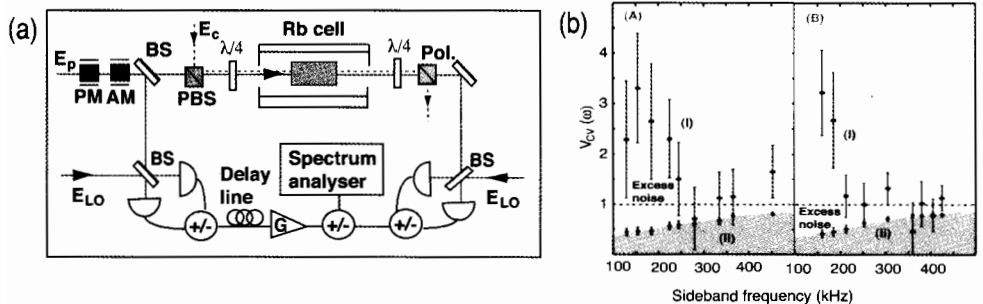 (a)
E_p
PM AM
BS
E_c
PBS
λ/4
Rb cell
λ/4
Pol.
BS
E_LO
Delay
line
Spectrum
analyser
BS
E_LO
+/-
G
+/-
+/-
(b)
V_CV (ω)
4
3
2
1
0
(A)
(I)
Excess
noise
(II)
100 200 300 400
(B)
(I)
Excess
noise
(ii)
100 200 300 400
Sideband frequency (kHz)